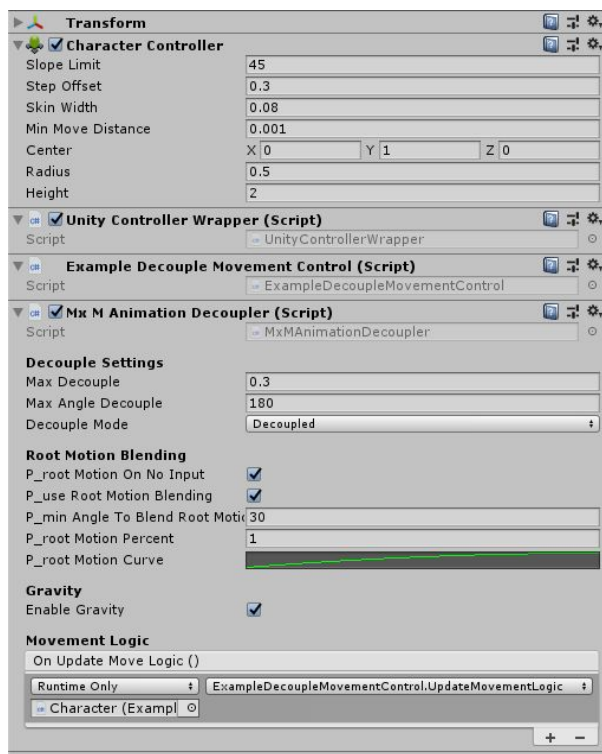 Transform
Character Controller
Slope Limit 45
Step Offset 0.3
Skin Width 0.08
Min Move Distance 0.001
Center X 0 Y 1 Z 0
Radius 0.5
Height 2
Unity Controller Wrapper (Script)
Script UnityControllerWrapper
Example Decouple Movement Control (Script)
Script ExampleDecoupleMovementControl
Mx M Animation Decoupler (Script)
Script MxMAnimationDecoupler
Decouple Settings
Max Decouple 0.3
Max Angle Decouple 180
Decouple Mode Decoupled
Root Motion Blending
P_root Motion On No Input
P_use Root Motion Blending
P_min Angle To Blend Root Moti 30
P_root Motion Percent 1
P_root Motion Curve
Gravity
Enable Gravity
Movement Logic
On Update Move Logic ()
Runtime Only ExampleDecoupleMovementControl.UpdateMovementLogic
Character (Exampl
+ −